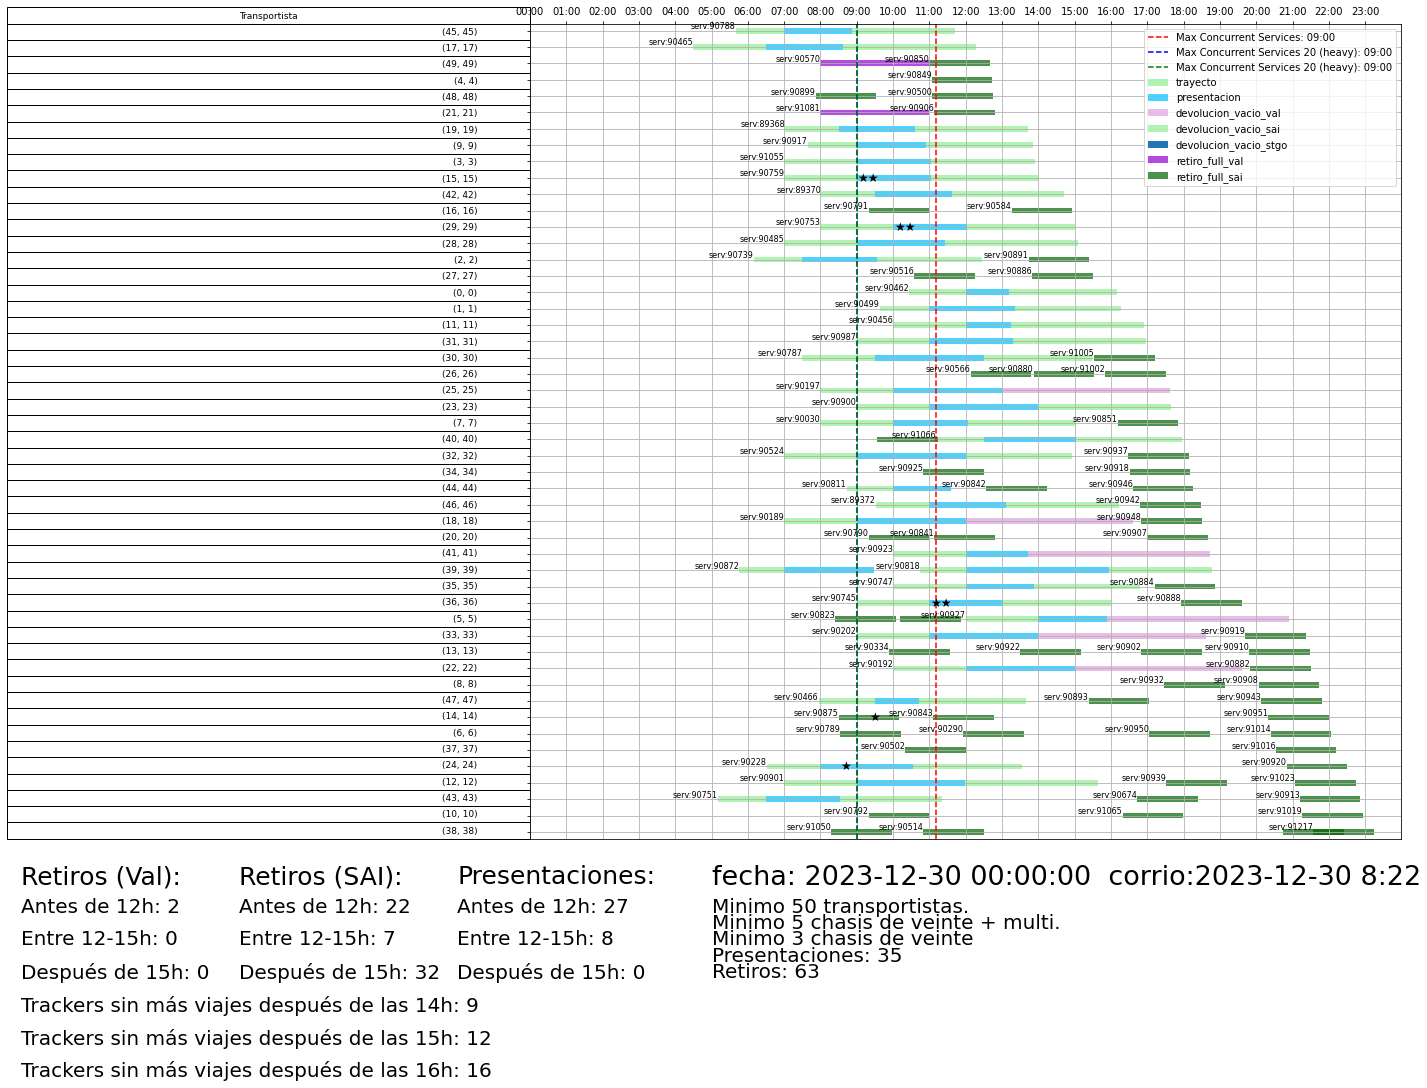 Transportista
00:00 01:00 02:00 03:00 04:00 05:00 06:00 07:00 08:00 09:00 10:00 11:00 12:00 13:00 14:00 15:00 16:00 17:00 18:00 19:00 20:00 21:00 22:00 23:00
Max Concurrent Services: 09:00
Max Concurrent Services 20 (heavy): 09:00
Max Concurrent Services 20 (heavy): 09:00
trayecto
presentacion
devolucion_vacio_val
devolucion_vacio_sai
devolucion_vacio_stgo
retiro_full_val
retiro_full_sai
(45, 45) serv:90788
(17, 17) serv:90465
(49, 49) serv:90570 serv:90850
(4, 4) serv:90849
(48, 48) serv:90899 serv:90500
(21, 21) serv:91081 serv:90906
(19, 19) serv:89368
(9, 9) serv:90917
(3, 3) serv:91055
(15, 15) serv:90759
(42, 42) serv:89370
(16, 16) serv:90791 serv:90584
(29, 29) serv:90753
(28, 28) serv:90485
(2, 2) serv:90739 serv:90891
(27, 27) serv:90516 serv:90886
(0, 0) serv:90462
(1, 1) serv:90499
(11, 11) serv:90456
(31, 31) serv:90987
(30, 30) serv:90787 serv:91005
(26, 26) serv:90566 serv:90880 serv:91002
(25, 25) serv:90197
(23, 23) serv:90900
(7, 7) serv:90030 serv:90851
(40, 40) serv:91066
(32, 32) serv:90524 serv:90937
(34, 34) serv:90925 serv:90918
(44, 44) serv:90811 serv:90842 serv:90946
(46, 46) serv:89372 serv:90942
(18, 18) serv:90189 serv:90948
(20, 20) serv:90790 serv:90841 serv:90907
(41, 41) serv:90923
(39, 39) serv:90872 serv:90818
(35, 35) serv:90747 serv:90884
(36, 36) serv:90745 serv:90888
(5, 5) serv:90823 serv:90927
(33, 33) serv:90202 serv:90919
(13, 13) serv:90334 serv:90922 serv:90902 serv:90910
(22, 22) serv:90192 serv:90882
(8, 8) serv:90932 serv:90908
(47, 47) serv:90466 serv:90893 serv:90943
(14, 14) serv:90875 serv:90843 serv:90951
(6, 6) serv:90789 serv:90290 serv:90950 serv:91014
(37, 37) serv:90502 serv:91016
(24, 24) serv:90228 serv:90920
(12, 12) serv:90901 serv:90939 serv:91023
(43, 43) serv:90751 serv:90674 serv:90913
(10, 10) serv:90792 serv:91065 serv:91019
(38, 38) serv:91050 serv:90514 serv:91217
Retiros (Val):
Antes de 12h: 2
Entre 12-15h: 0
Después de 15h: 0
Retiros (SAI):
Antes de 12h: 22
Entre 12-15h: 7
Después de 15h: 32
Presentaciones:
Antes de 12h: 27
Entre 12-15h: 8
Después de 15h: 0
Trackers sin más viajes después de las 14h: 9
Trackers sin más viajes después de las 15h: 12
Trackers sin más viajes después de las 16h: 16
fecha: 2023-12-30 00:00:00 corrio:2023-12-30 8:22
Minimo 50 transportistas.
Minimo 5 chasis de veinte + multi.
Minimo 3 chasis de veinte
Presentaciones: 35
Retiros: 63